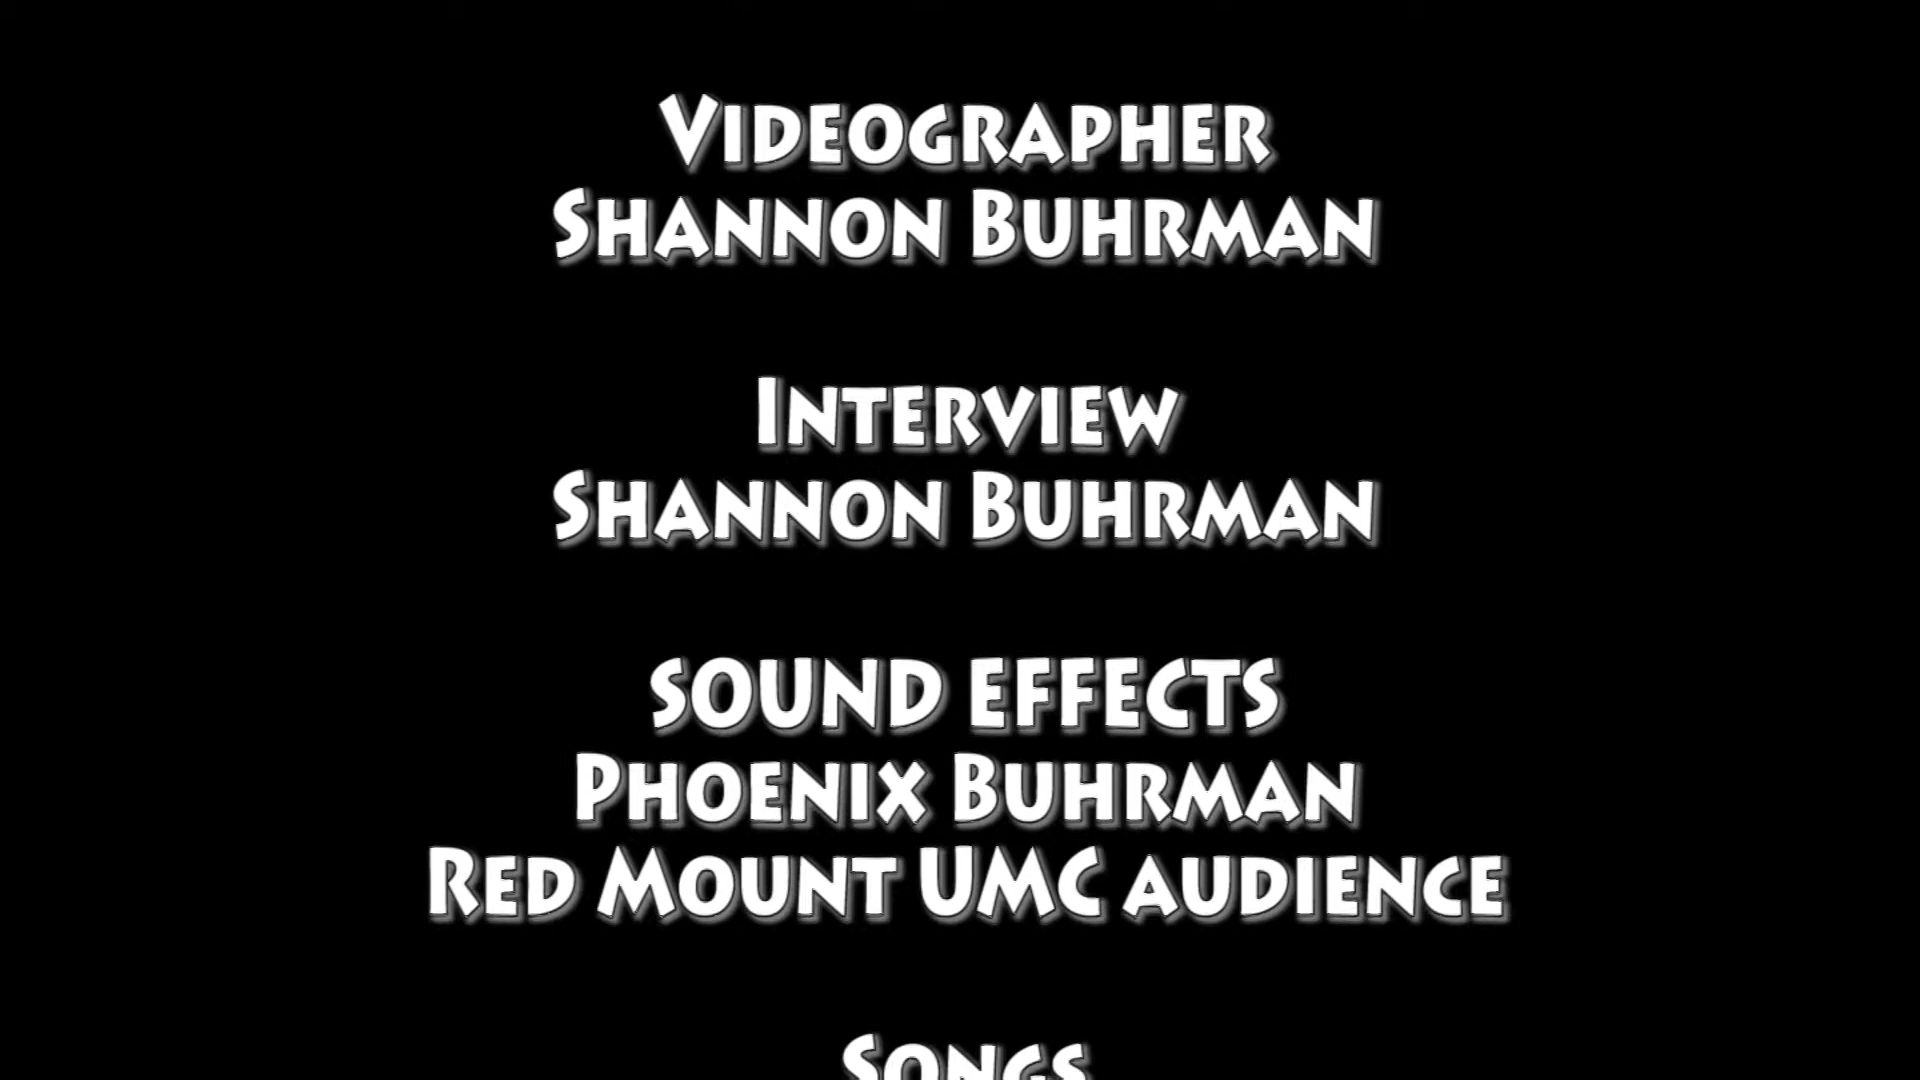 Videographer
Shannon Buhrman
Interview
Shannon Buhrman
SOUND EFFECTS
Phoenix Buhrman
Red Mount UMC audience
Songs